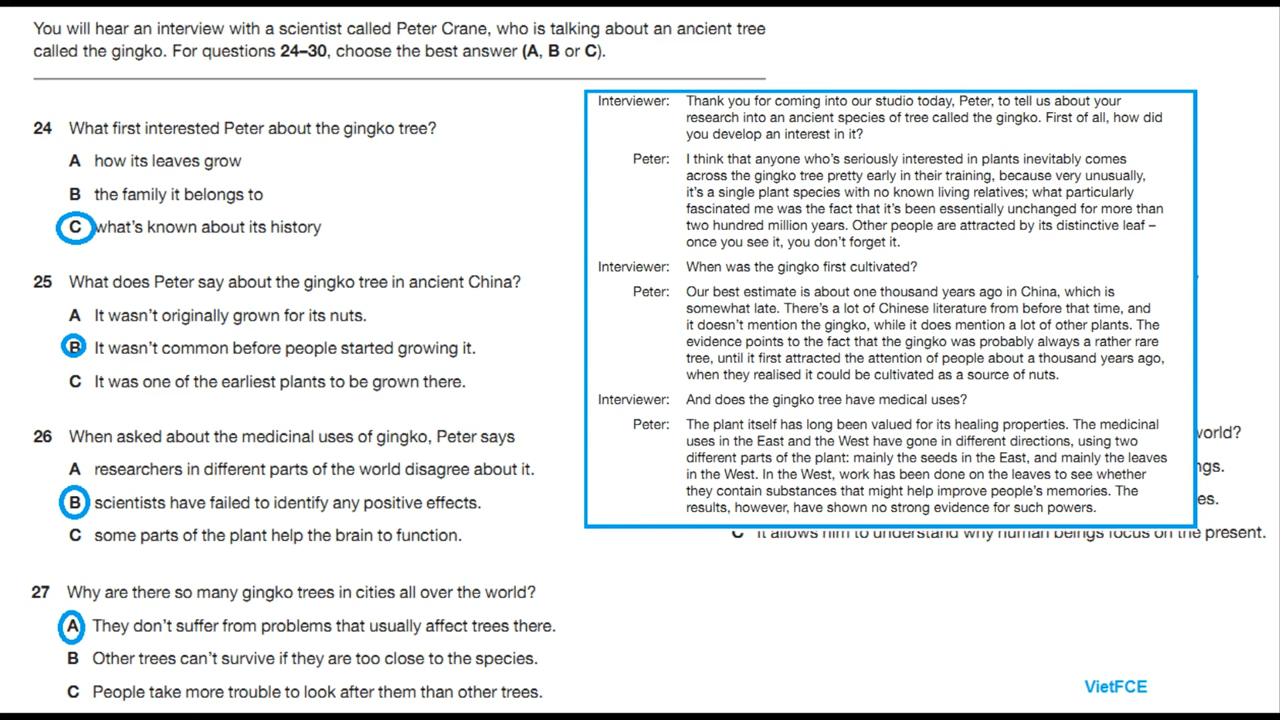 You will hear an interview with a scientist called Peter Crane, who is talking about an ancient tree
called the gingko. For questions 24–30, choose the best answer (A, B or C).
24 What first interested Peter about the gingko tree?
A how its leaves grow
B the family it belongs to
C what's known about its history
25 What does Peter say about the gingko tree in ancient China?
A It wasn't originally grown for its nuts.
B It wasn't common before people started growing it.
C It was one of the earliest plants to be grown there.
26 When asked about the medicinal uses of gingko, Peter says
A researchers in different parts of the world disagree about it.
B scientists have failed to identify any positive effects.
C some parts of the plant help the brain to function.
27 Why are there so many gingko trees in cities all over the world?
A They don't suffer from problems that usually affect trees there.
B Other trees can't survive if they are too close to the species.
C People take more trouble to look after them than other trees.
Interviewer: Thank you for coming into our studio today, Peter, to tell us about your
research into an ancient species of tree called the gingko. First of all, how did
you develop an interest in it?
Peter: I think that anyone who's seriously interested in plants inevitably comes
across the gingko tree pretty early in their training, because very unusually,
it's a single plant species with no known living relatives; what particularly
fascinated me was the fact that it's been essentially unchanged for more than
two hundred million years. Other people are attracted by its distinctive leaf –
once you see it, you don't forget it.
Interviewer: When was the gingko first cultivated?
Peter: Our best estimate is about one thousand years ago in China, which is
somewhat late. There's a lot of Chinese literature from before that time, and
it doesn't mention the gingko, while it does mention a lot of other plants. The
evidence points to the fact that the gingko was probably always a rather rare
tree, until it first attracted the attention of people about a thousand years ago,
when they realised it could be cultivated as a source of nuts.
Interviewer: And does the gingko tree have medical uses?
Peter: The plant itself has long been valued for its healing properties. The medicinal
uses in the East and the West have gone in different directions, using two
different parts of the plant: mainly the seeds in the East, and mainly the leaves
in the West. In the West, work has been done on the leaves to see whether
they contain substances that might help improve people's memories. The
results, however, have shown no strong evidence for such powers.
world?
ngs.
es.
C it allows him to understand why human beings focus on the present.
VietFCE